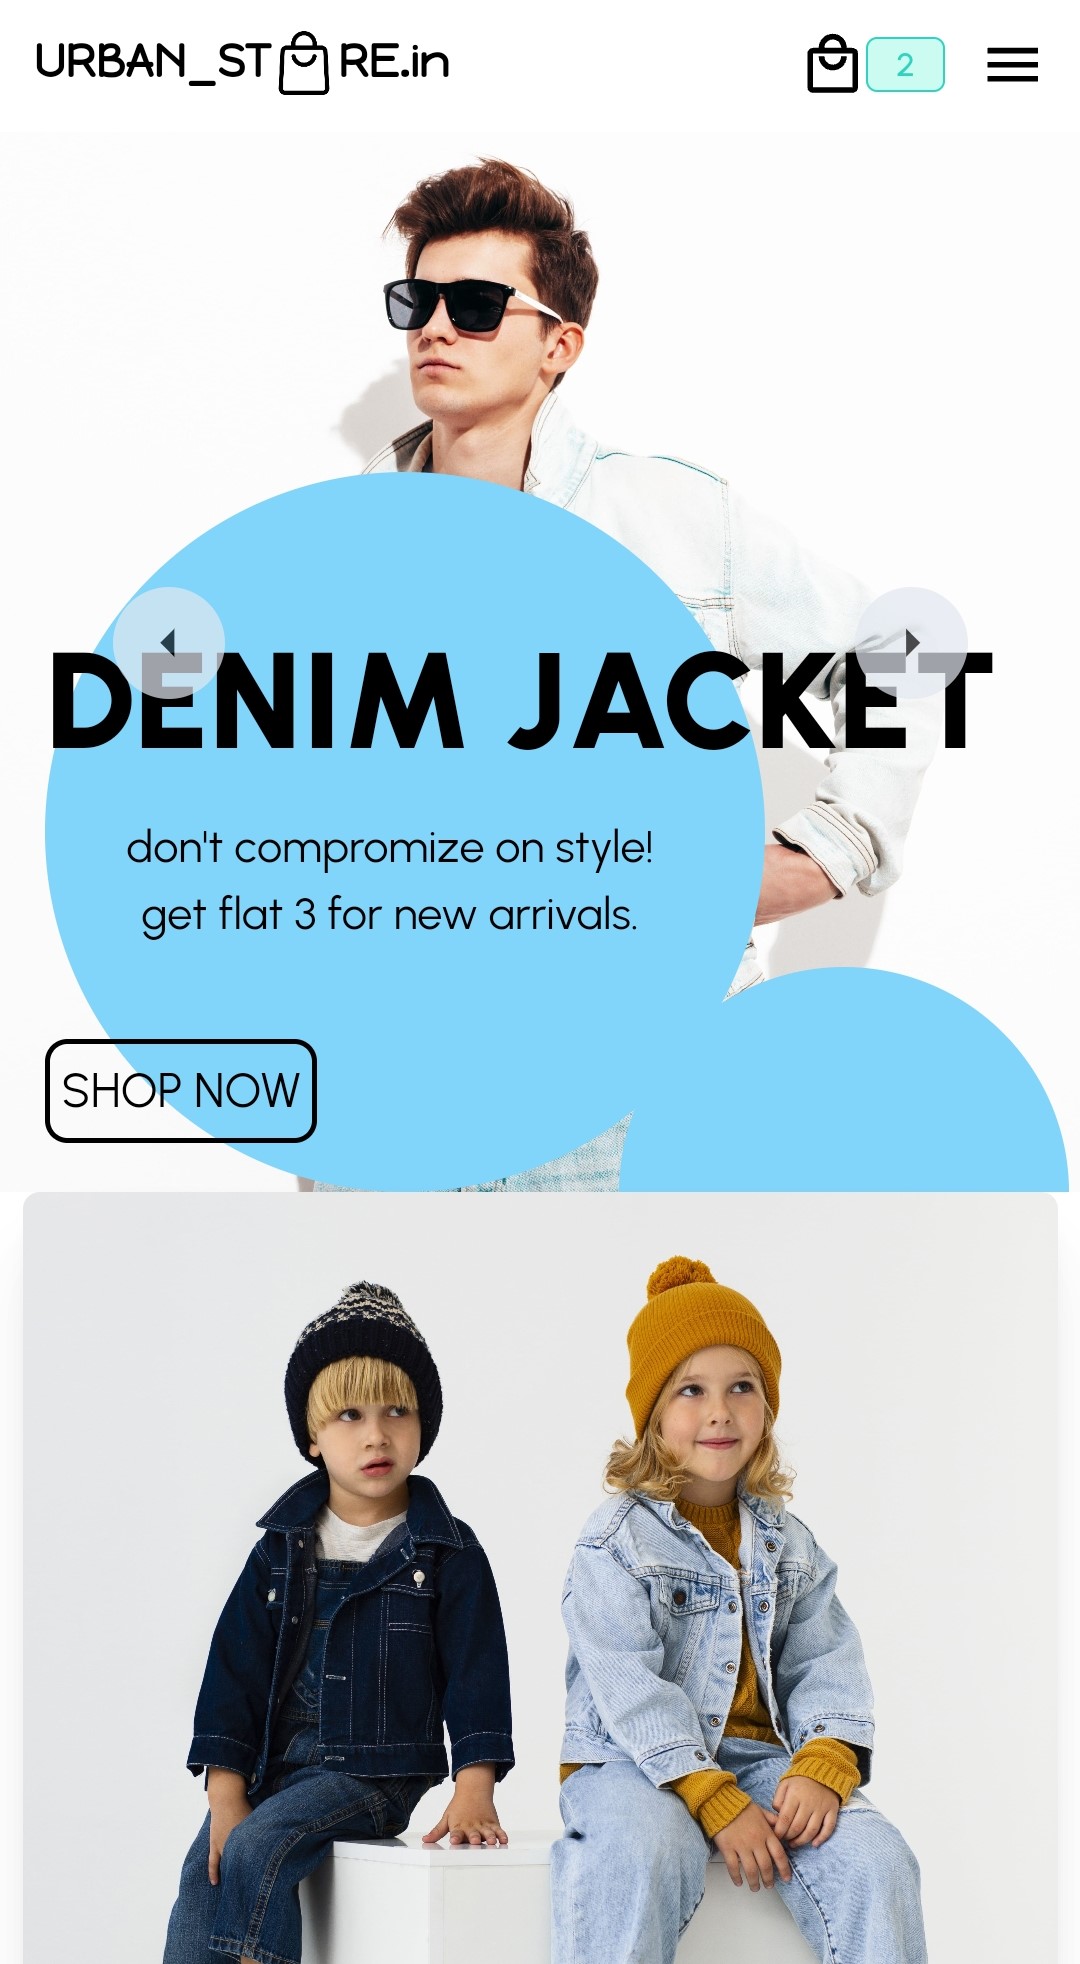 URBAN_ST RE.in
2
DENIM JACKET
don't compromize on style!
get flat 3 for new arrivals.
SHOP NOW